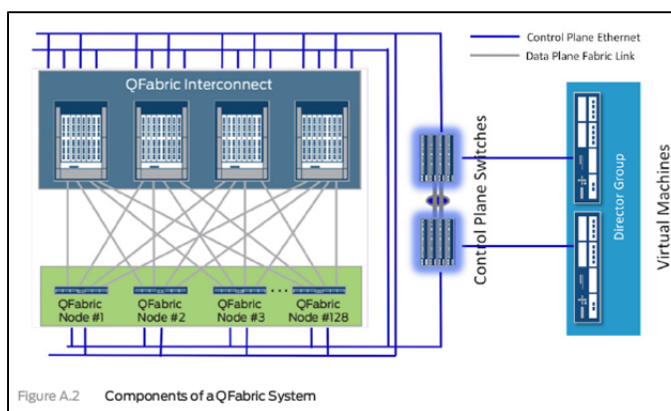 Control Plane Ethernet
Data Plane Fabric Link
QFabric Interconnect
Control Plane Switches
Director Group
Virtual Machines
QFabric
Node #1
QFabric
Node #2
QFabric
Node #3
...
QFabric
Node #128
Figure A.2 Components of a QFabric System